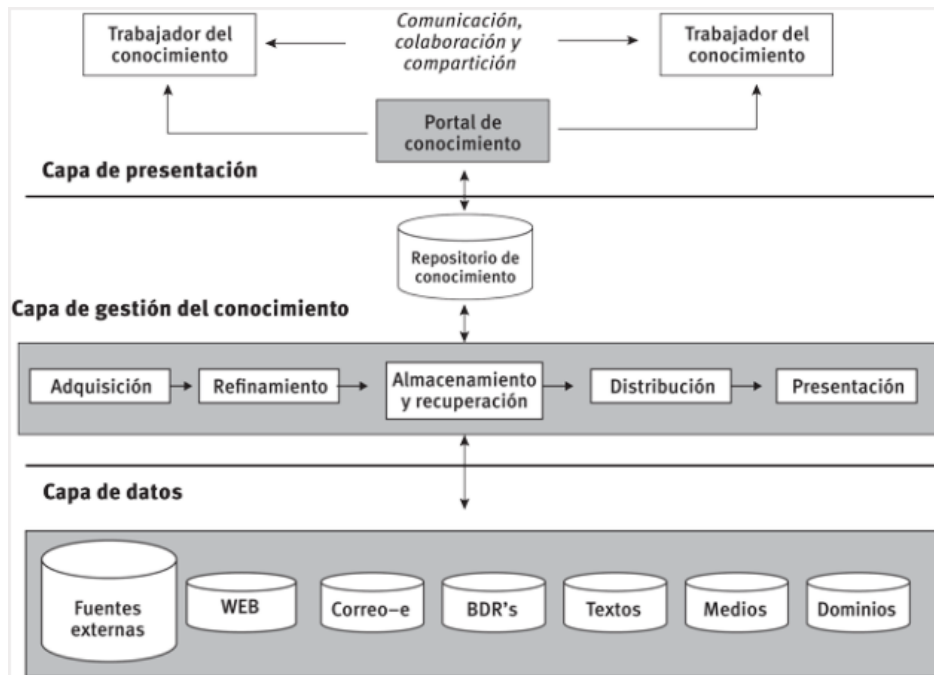 Trabajador del
conocimiento
Comunicación,
colaboración y
compartición
Trabajador del
conocimiento
Portal de
conocimiento
Capa de presentación
Repositorio de
conocimiento
Capa de gestión del conocimiento
Adquisición
Refinamiento
Almacenamiento
y recuperación
Distribución
Presentación
Capa de datos
Fuentes
externas
WEB
Correo–e
BDR's
Textos
Medios
Dominios